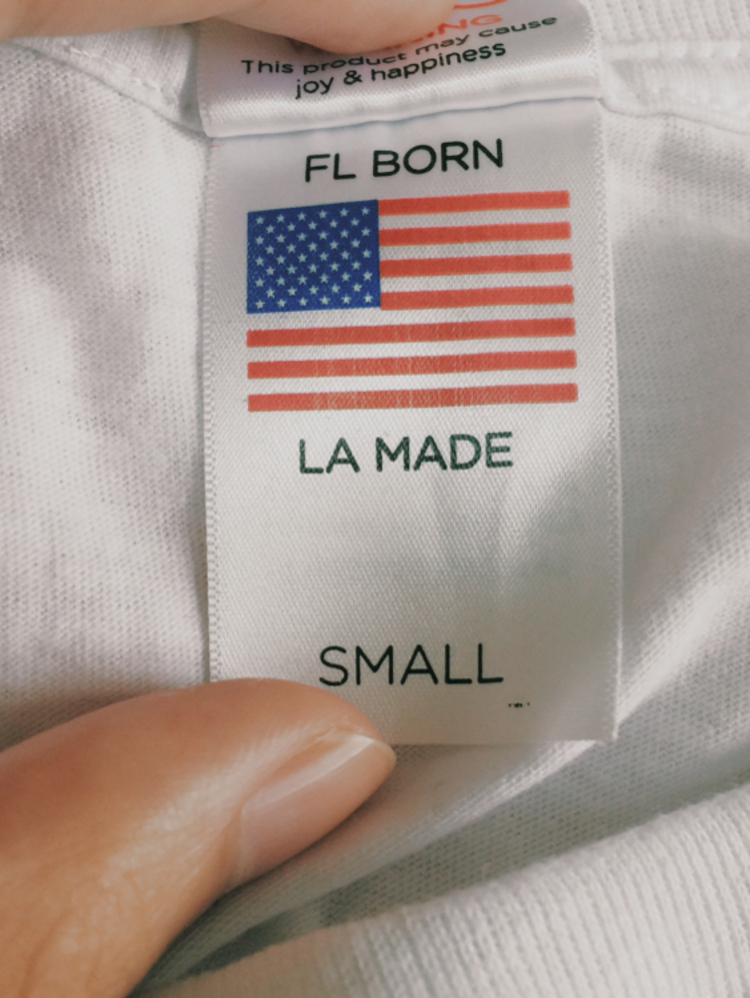 This product may cause
joy & happiness
FL BORN
LA MADE
SMALL